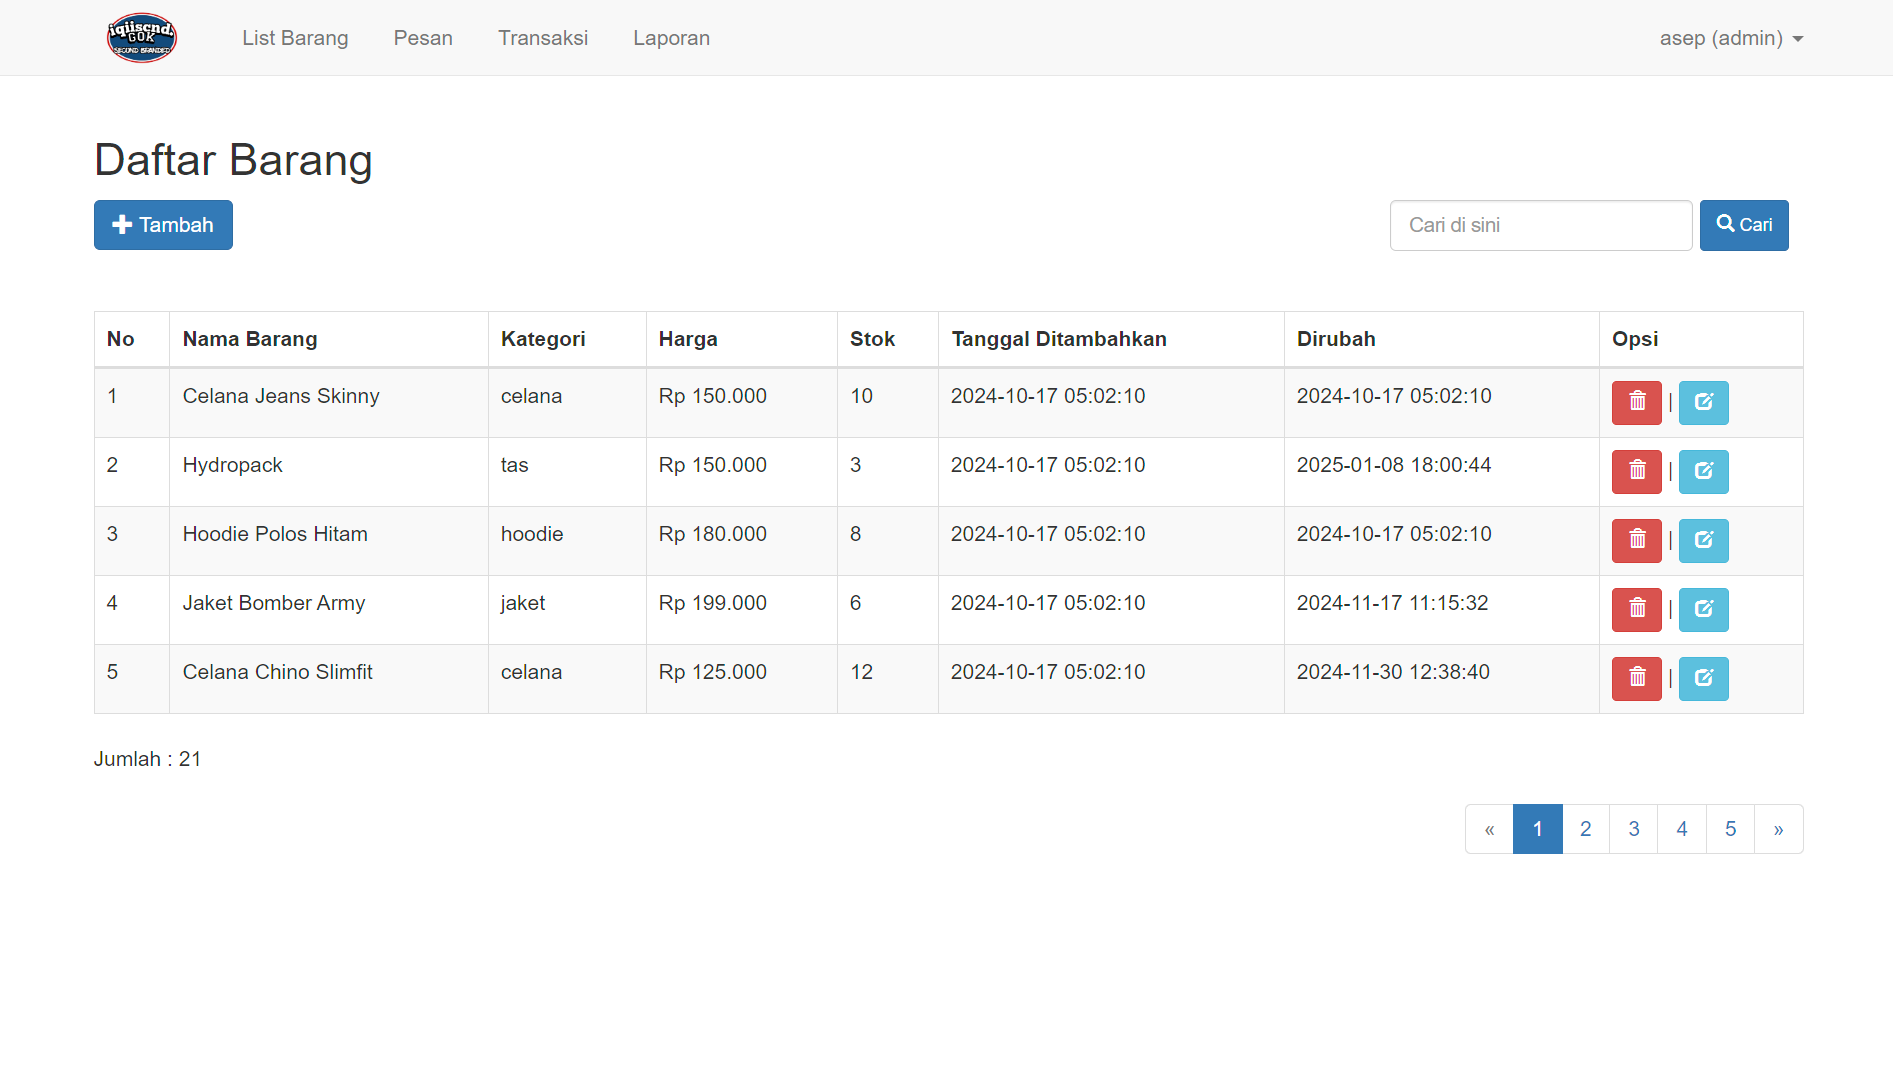 iqiiscnd.
GOK
SECOND BRANDED
List Barang Pesan Transaksi Laporan asep (admin)
Daftar Barang
Tambah
Cari di sini Cari
No Nama Barang Kategori Harga Stok Tanggal Ditambahkan Dirubah Opsi
1 Celana Jeans Skinny celana Rp 150.000 10 2024-10-17 05:02:10 2024-10-17 05:02:10 |
2 Hydropack tas Rp 150.000 3 2024-10-17 05:02:10 2025-01-08 18:00:44 |
3 Hoodie Polos Hitam hoodie Rp 180.000 8 2024-10-17 05:02:10 2024-10-17 05:02:10 |
4 Jaket Bomber Army jaket Rp 199.000 6 2024-10-17 05:02:10 2024-11-17 11:15:32 |
5 Celana Chino Slimfit celana Rp 125.000 12 2024-10-17 05:02:10 2024-11-30 12:38:40 |
Jumlah : 21
« 1 2 3 4 5 »